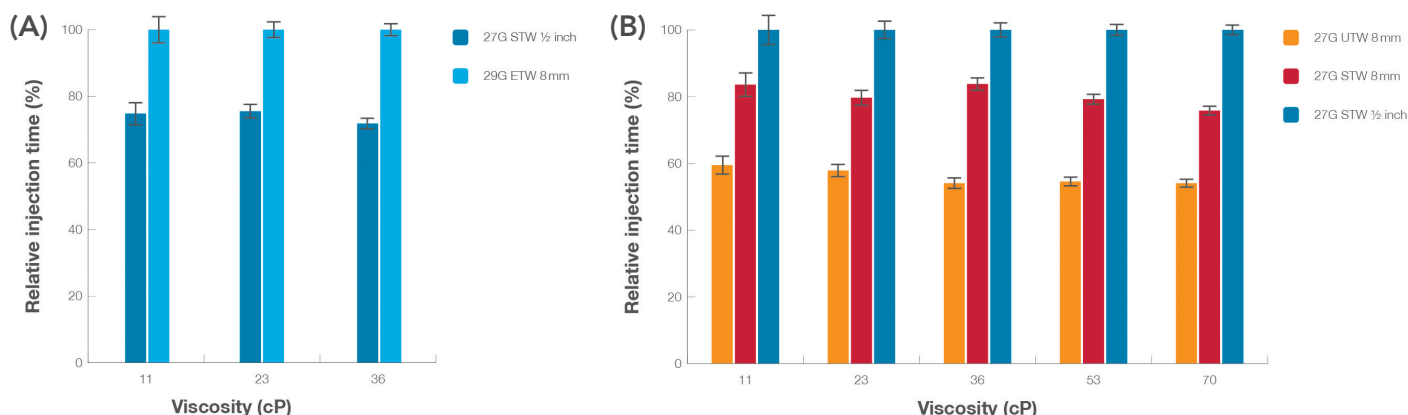 (A)
Relative injection time (%)
100
80
60
40
20
0
11 23 36
Viscosity (cP)
27G STW ½ inch
29G ETW 8mm
(B)
Relative injection time (%)
100
80
60
40
20
0
11 23 36 53 70
Viscosity (cP)
27G UTW 8mm
27G STW 8mm
27G STW ½ inch